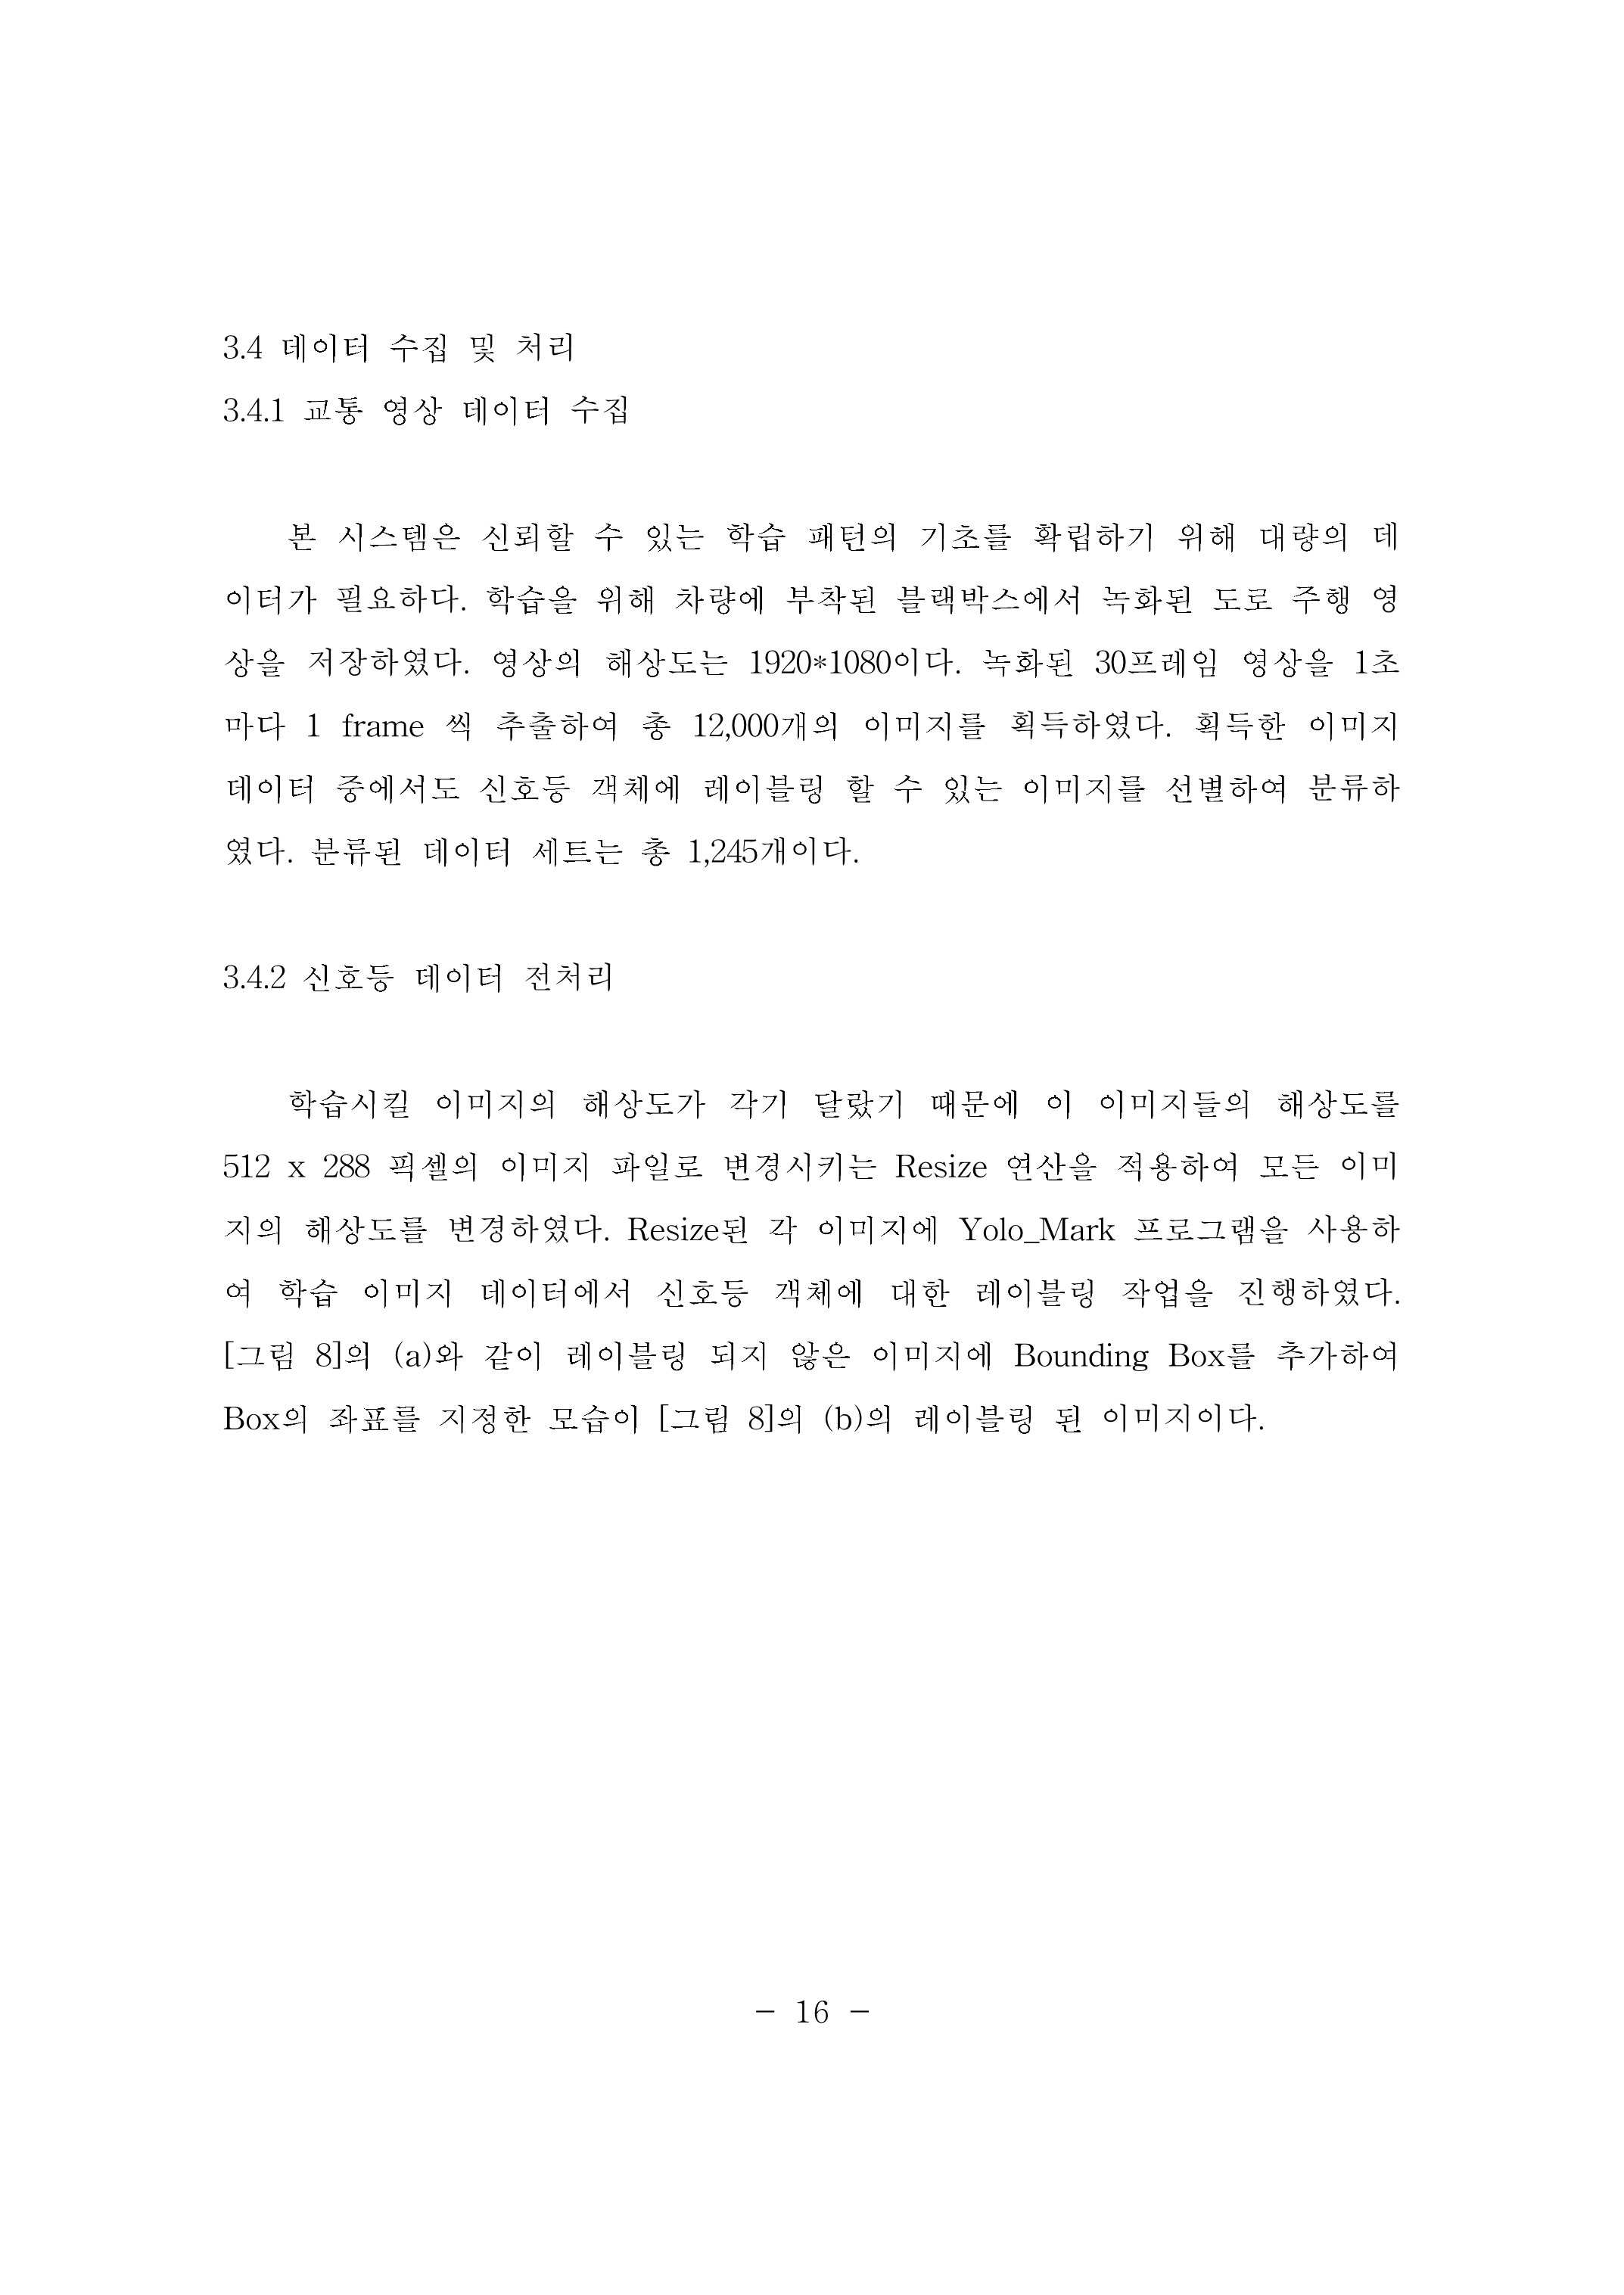 3.4 데이터 수집 및 처리
3.4.1 교통 영상 데이터 수집
본 시스템은 신뢰할 수 있는 학습 패턴의 기초를 확립하기 위해 대량의 데
이터가 필요하다. 학습을 위해 차량에 부착된 블랙박스에서 녹화된 도로 주행 영
상을 저장하였다. 영상의 해상도는 1920*1080이다. 녹화된 30프레임 영상을 1초
마다 1 frame 씩 추출하여 총 12,000개의 이미지를 획득하였다. 획득한 이미지
데이터 중에서도 신호등 객체에 레이블링 할 수 있는 이미지를 선별하여 분류하
였다. 분류된 데이터 세트는 총 1,245개이다.
3.4.2 신호등 데이터 전처리
학습시킬 이미지의 해상도가 각기 달랐기 때문에 이 이미지들의 해상도를
512 x 288 픽셀의 이미지 파일로 변경시키는 Resize 연산을 적용하여 모든 이미
지의 해상도를 변경하였다. Resize된 각 이미지에 Yolo_Mark 프로그램을 사용하
여 학습 이미지 데이터에서 신호등 객체에 대한 레이블링 작업을 진행하였다.
[그림 8]의 (a)와 같이 레이블링 되지 않은 이미지에 Bounding Box를 추가하여
Box의 좌표를 지정한 모습이 [그림 8]의 (b)의 레이블링 된 이미지이다.
- 16 -